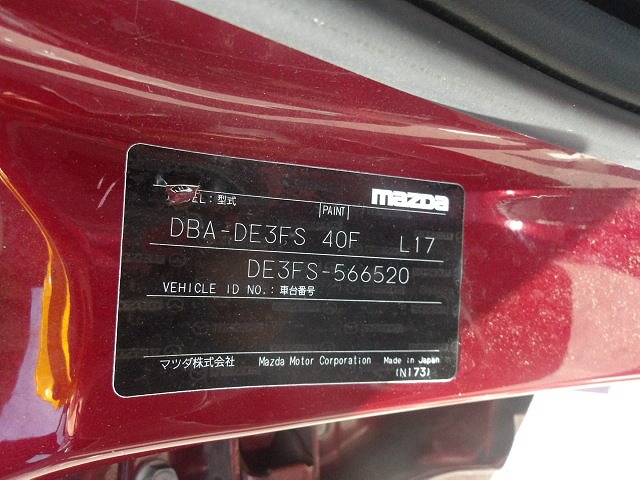 mazda
EL: 型式 PAINT
DBA-DE3FS 40F L17
DE3FS-566520
VEHICLE ID NO.: 車台番号
マツダ株式会社 Mazda Motor Corporation Made in Japan
(N173)